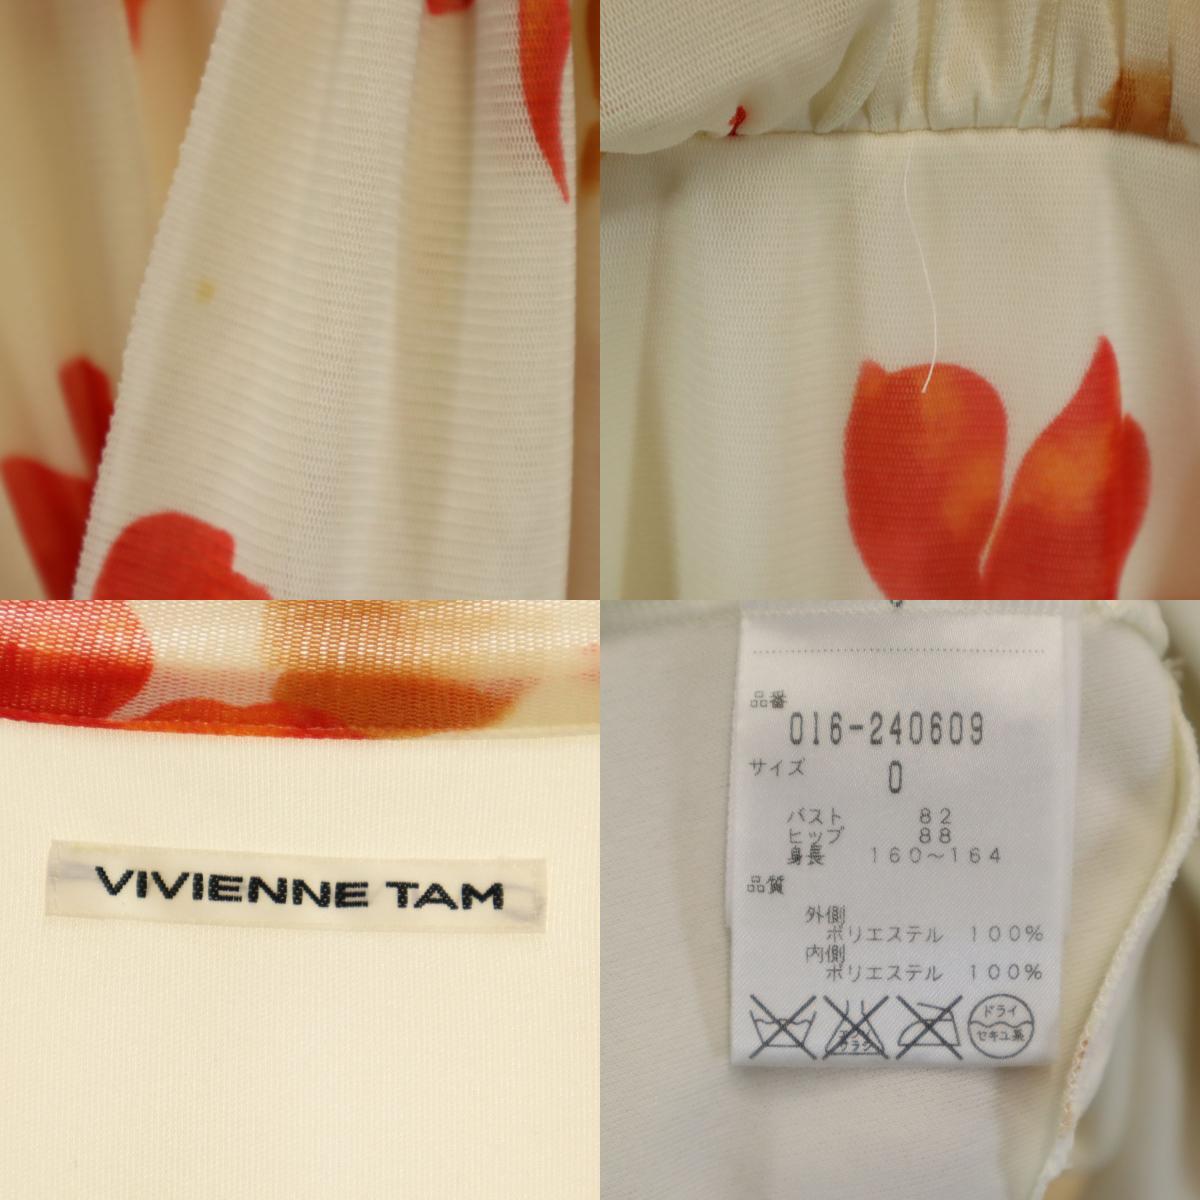 VIVIENNE TAM
品番
016-240609
サイズ 0
バスト 82
ヒップ 88
身長 160～164
品質
外側
ポリエステル 100%
内側
ポリエステル 100%
ドライ
セキユ系